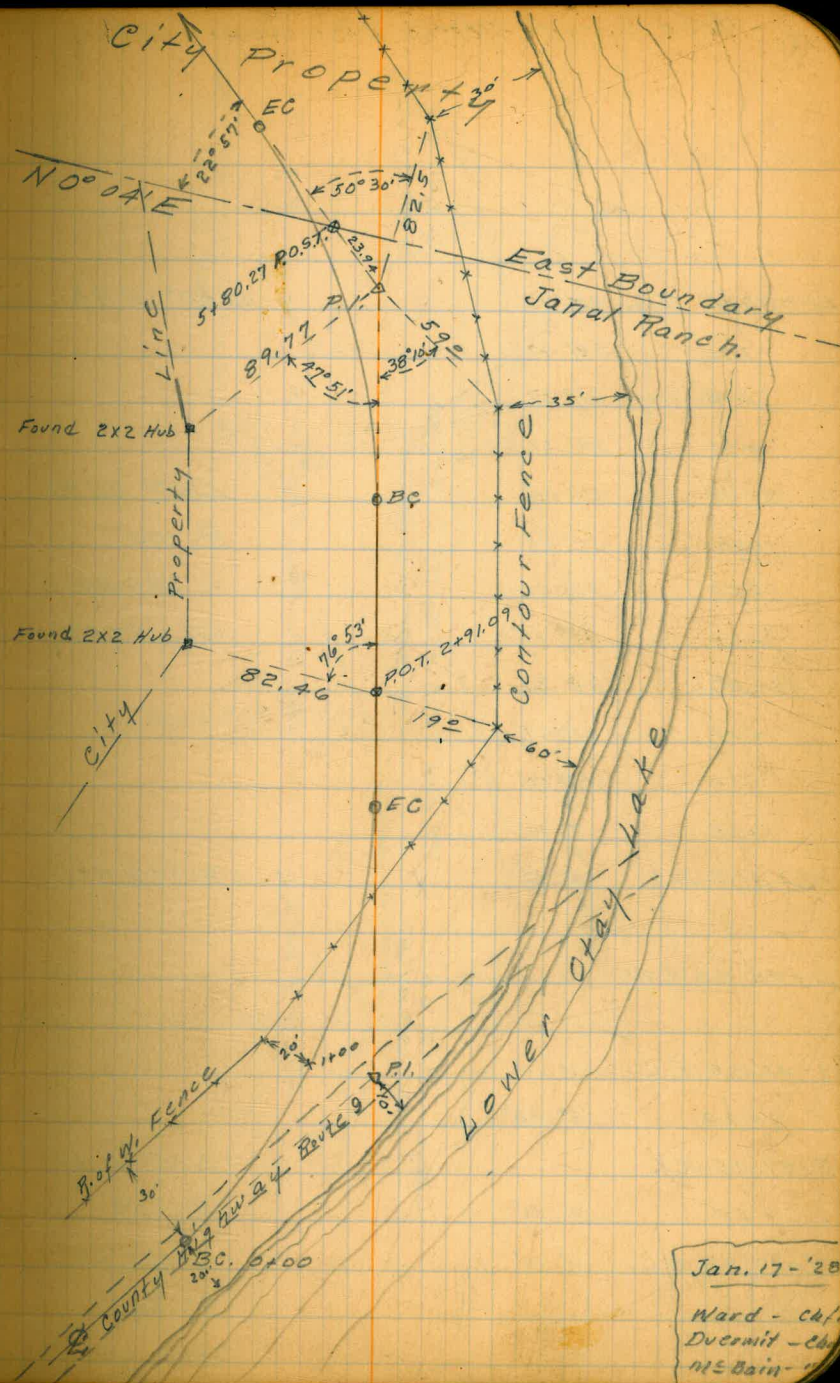 City Property
30'
EC
22° 57'
N 0° 04' E
50° 30'
82.5
5+80.27 P.O.S.T.
23.94
P.I.
East Boundary
Janal Ranch.
Line
89.77
47° 51'
38° 10'
59.0
35'
Found 2x2 Hub
BC
Property
Contour Fence
Found 2x2 Hub
76° 53'
82.46
P.O.T. 2+91.09
19.0
60'
City
EC
Lower Otay Lake
20'
1+00
P.I.
R. of W. Fence
30'
County Highway Route 9
B.C. 0+00
20'
Jan. 17 - '28
Ward -
Ducomit -
McBain -